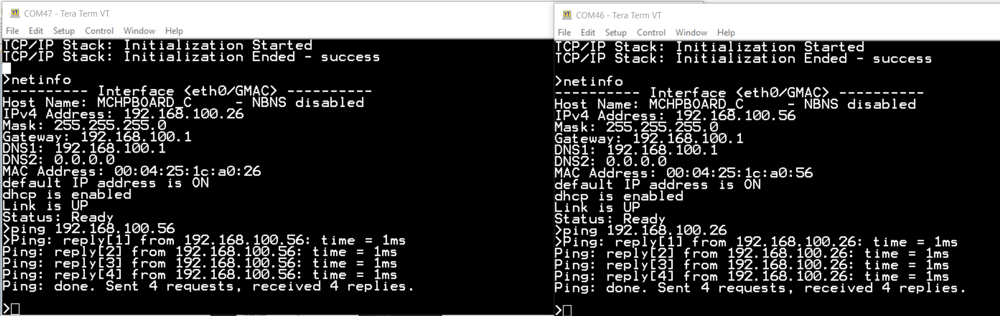 COM47 - Tera Term VT
File Edit Setup Control Window Help
TCP/IP Stack: Initialization Started
TCP/IP Stack: Initialization Ended - success
>netinfo
---------- Interface <eth0/GMAC> ----------
Host Name: MCHPBOARD_C     - NBNS disabled
IPv4 Address: 192.168.100.26
Mask: 255.255.255.0
Gateway: 192.168.100.1
DNS1: 192.168.100.1
DNS2: 0.0.0.0
MAC Address: 00:04:25:1c:a0:26
default IP address is ON
dhcp is enabled
Link is UP
Status: Ready
>ping 192.168.100.56
>Ping: reply[1] from 192.168.100.56: time = 1ms
Ping: reply[2] from 192.168.100.56: time = 1ms
Ping: reply[3] from 192.168.100.56: time = 1ms
Ping: reply[4] from 192.168.100.56: time = 1ms
Ping: done. Sent 4 requests, received 4 replies.
>
COM46 - Tera Term VT
File Edit Setup Control Window Help
TCP/IP Stack: Initialization Started
TCP/IP Stack: Initialization Ended - success
>netinfo
---------- Interface <eth0/GMAC> ----------
Host Name: MCHPBOARD_C     - NBNS disabled
IPv4 Address: 192.168.100.56
Mask: 255.255.255.0
Gateway: 192.168.100.1
DNS1: 192.168.100.1
DNS2: 0.0.0.0
MAC Address: 00:04:25:1c:a0:56
default IP address is ON
dhcp is enabled
Link is UP
Status: Ready
>ping 192.168.100.26
>Ping: reply[1] from 192.168.100.26: time = 1ms
Ping: reply[2] from 192.168.100.26: time = 1ms
Ping: reply[3] from 192.168.100.26: time = 1ms
Ping: reply[4] from 192.168.100.26: time = 1ms
Ping: done. Sent 4 requests, received 4 replies.
>